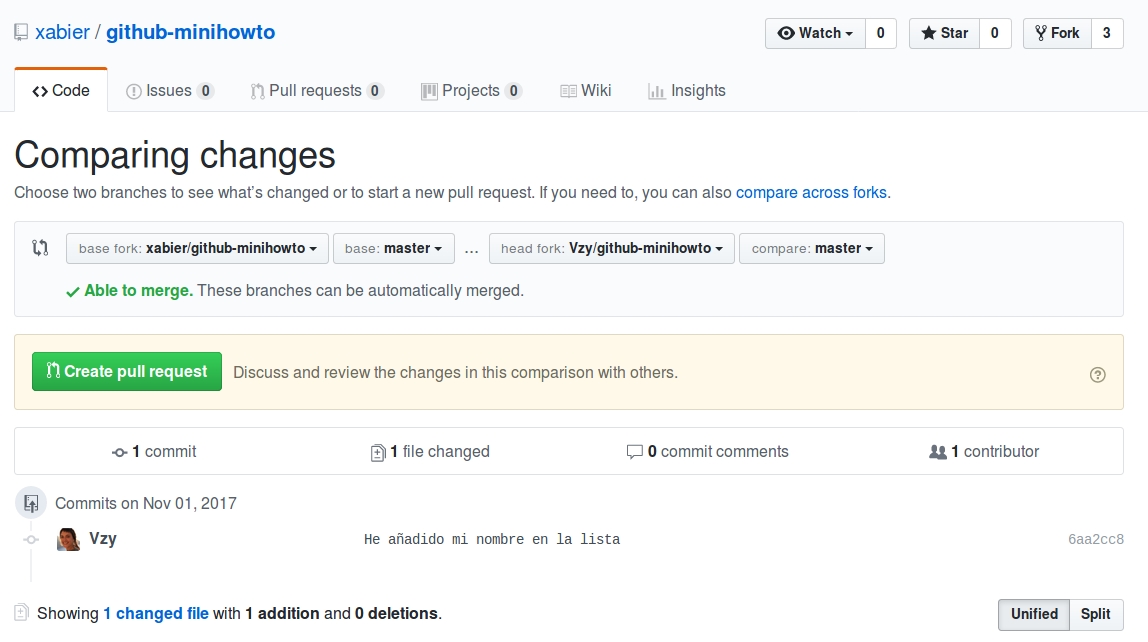 xabier / github-minihowto
Watch 0 Star 0 Fork 3
Code Issues 0 Pull requests 0 Projects 0 Wiki Insights
Comparing changes
Choose two branches to see what's changed or to start a new pull request. If you need to, you can also compare across forks.
base fork: xabier/github-minihowto base: master ... head fork: Vzy/github-minihowto compare: master
Able to merge. These branches can be automatically merged.
Create pull request Discuss and review the changes in this comparison with others.
1 commit 1 file changed 0 commit comments 1 contributor
Commits on Nov 01, 2017
Vzy He añadido mi nombre en la lista 6aa2cc8
Showing 1 changed file with 1 addition and 0 deletions. Unified Split